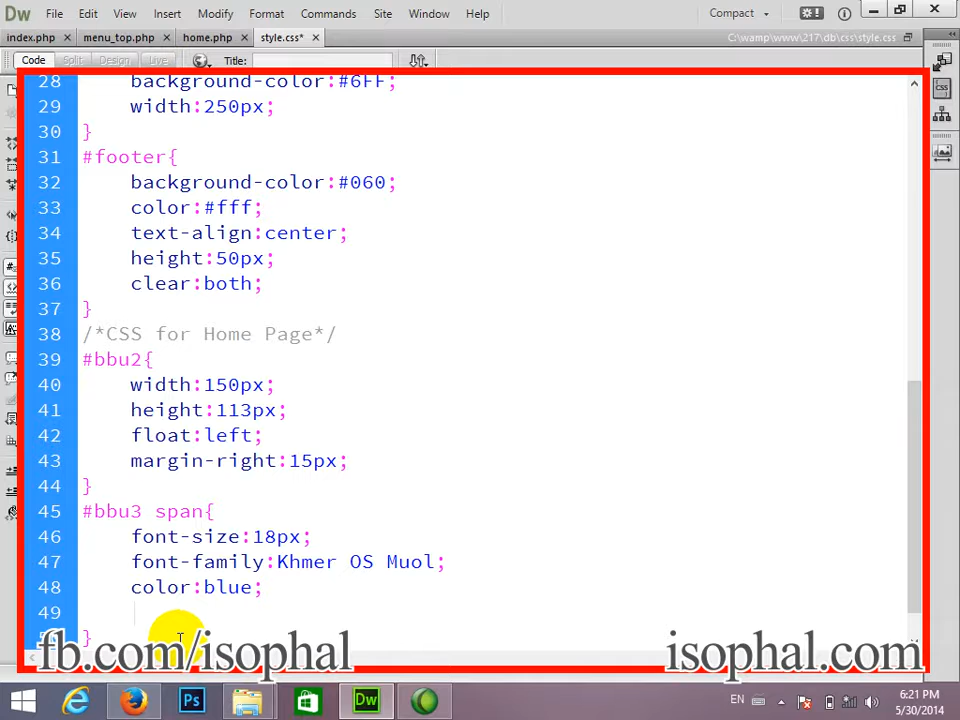 Dw File Edit View Insert Modify Format Commands Site Window Help Compact
index.php × menu_top.php × home.php × style.css* × C:\wamp\www\217\db\css\style.css
Code Split Design Live Title:
28 background-color:#6FF;
29 width:250px;
30 }
31 #footer{
32 background-color:#060;
33 color:#fff;
34 text-align:center;
35 height:50px;
36 clear:both;
37 }
38 /*CSS for Home Page*/
39 #bbu2{
40 width:150px;
41 height:113px;
42 float:left;
43 margin-right:15px;
44 }
45 #bbu3 span{
46 font-size:18px;
47 font-family:Khmer OS Muol;
48 color:blue;
49
}
fb.com/isophal isophal.com
Ps Dw EN 6:21 PM
5/30/2014